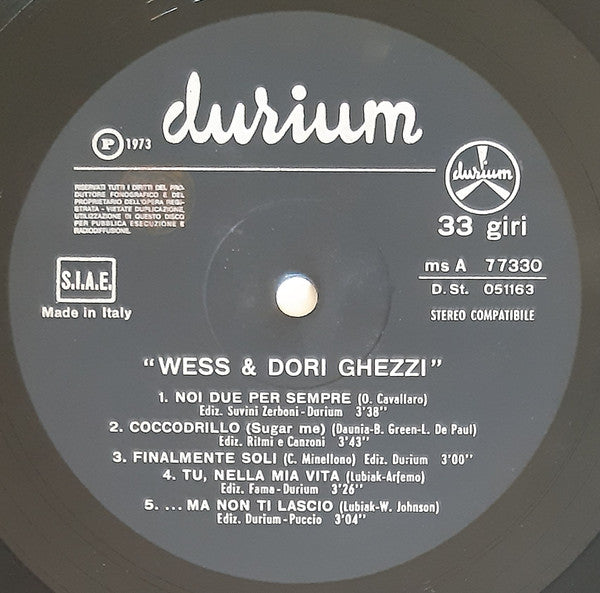 durium
P 1973
RISERVATI TUTTI I DIRITTI DEL PRO-
DUTTORE FONOGRAFICO E DEL
PROPRIETARIO DELL'OPERA REGI-
STRATA - VIETATE DUPLICAZIONE,
UTILIZZAZIONE DI QUESTO DISCO
PER PUBBLICA ESECUZIONE E
RADIODIFFUSIONE.
durium
33 giri
S.I.A.E.
Made in Italy
ms A 77330
D. St. 051163
STEREO COMPATIBILE
"WESS & DORI GHEZZI"
1. NOI DUE PER SEMPRE (O. Cavallaro)
Ediz. Suvini Zerboni - Durium 3'38"
2. COCCODRILLO (Sugar me) (Daunia-B. Green-L. De Paul)
Ediz. Ritmi e Canzoni 3'43"
3. FINALMENTE SOLI (C. Minellono) Ediz. Durium 3'00"
4. TU, NELLA MIA VITA (Lubiak-Arfemo)
Ediz. Fama-Durium 3'26"
5. ... MA NON TI LASCIO (Lubiak-W. Johnson)
Ediz. Durium-Puccio 3'04"